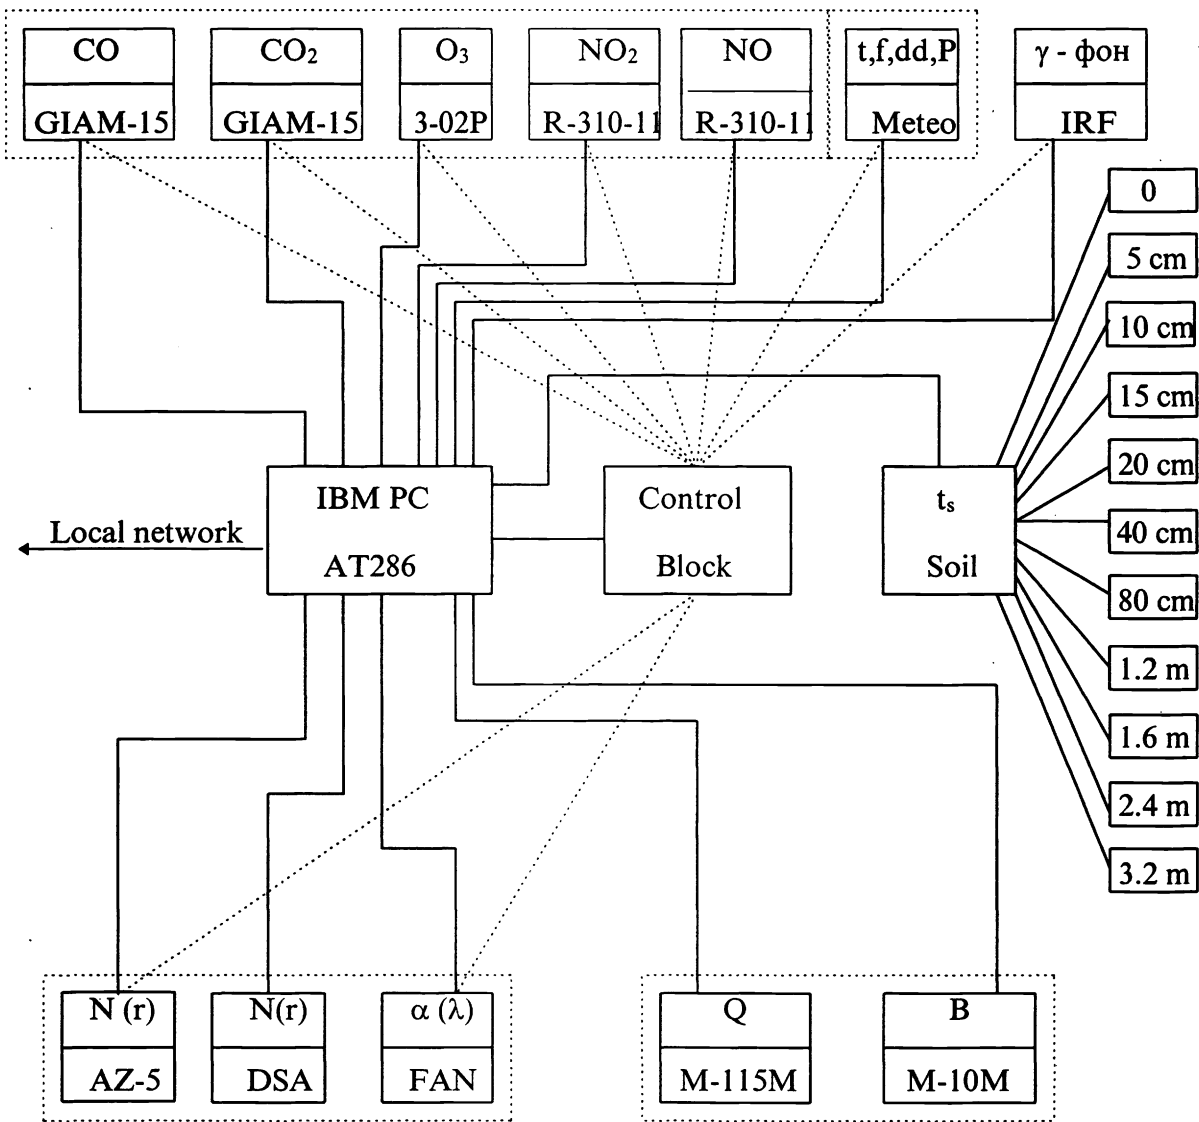 CO
GIAM-15
CO₂
GIAM-15
O₃
3-02P
NO₂
R-310-11
NO
R-310-11
t,f,dd,P
Meteo
γ - фон
IRF
0
5 cm
10 cm
15 cm
20 cm
40 cm
80 cm
1.2 m
1.6 m
2.4 m
3.2 m
Local network
IBM PC
AT286
Control
Block
tₛ
Soil
N (r)
AZ-5
N(r)
DSA
α (λ)
FAN
Q
M-115M
B
M-10M